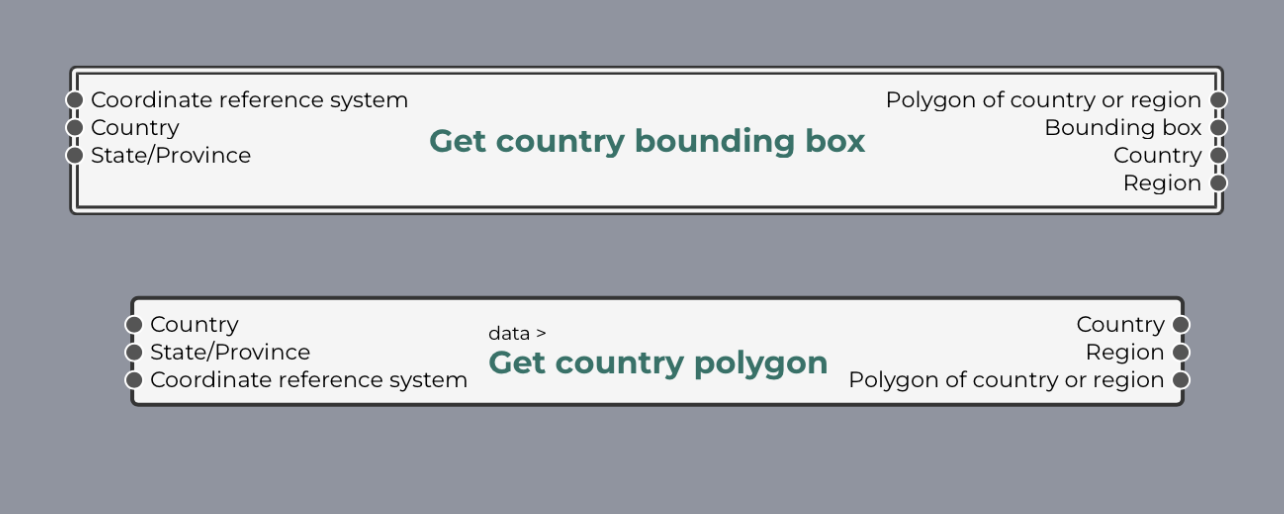 Coordinate reference system
Country
State/Province
Get country bounding box
Polygon of country or region
Bounding box
Country
Region
Country
State/Province
Coordinate reference system
data >
Get country polygon
Country
Region
Polygon of country or region